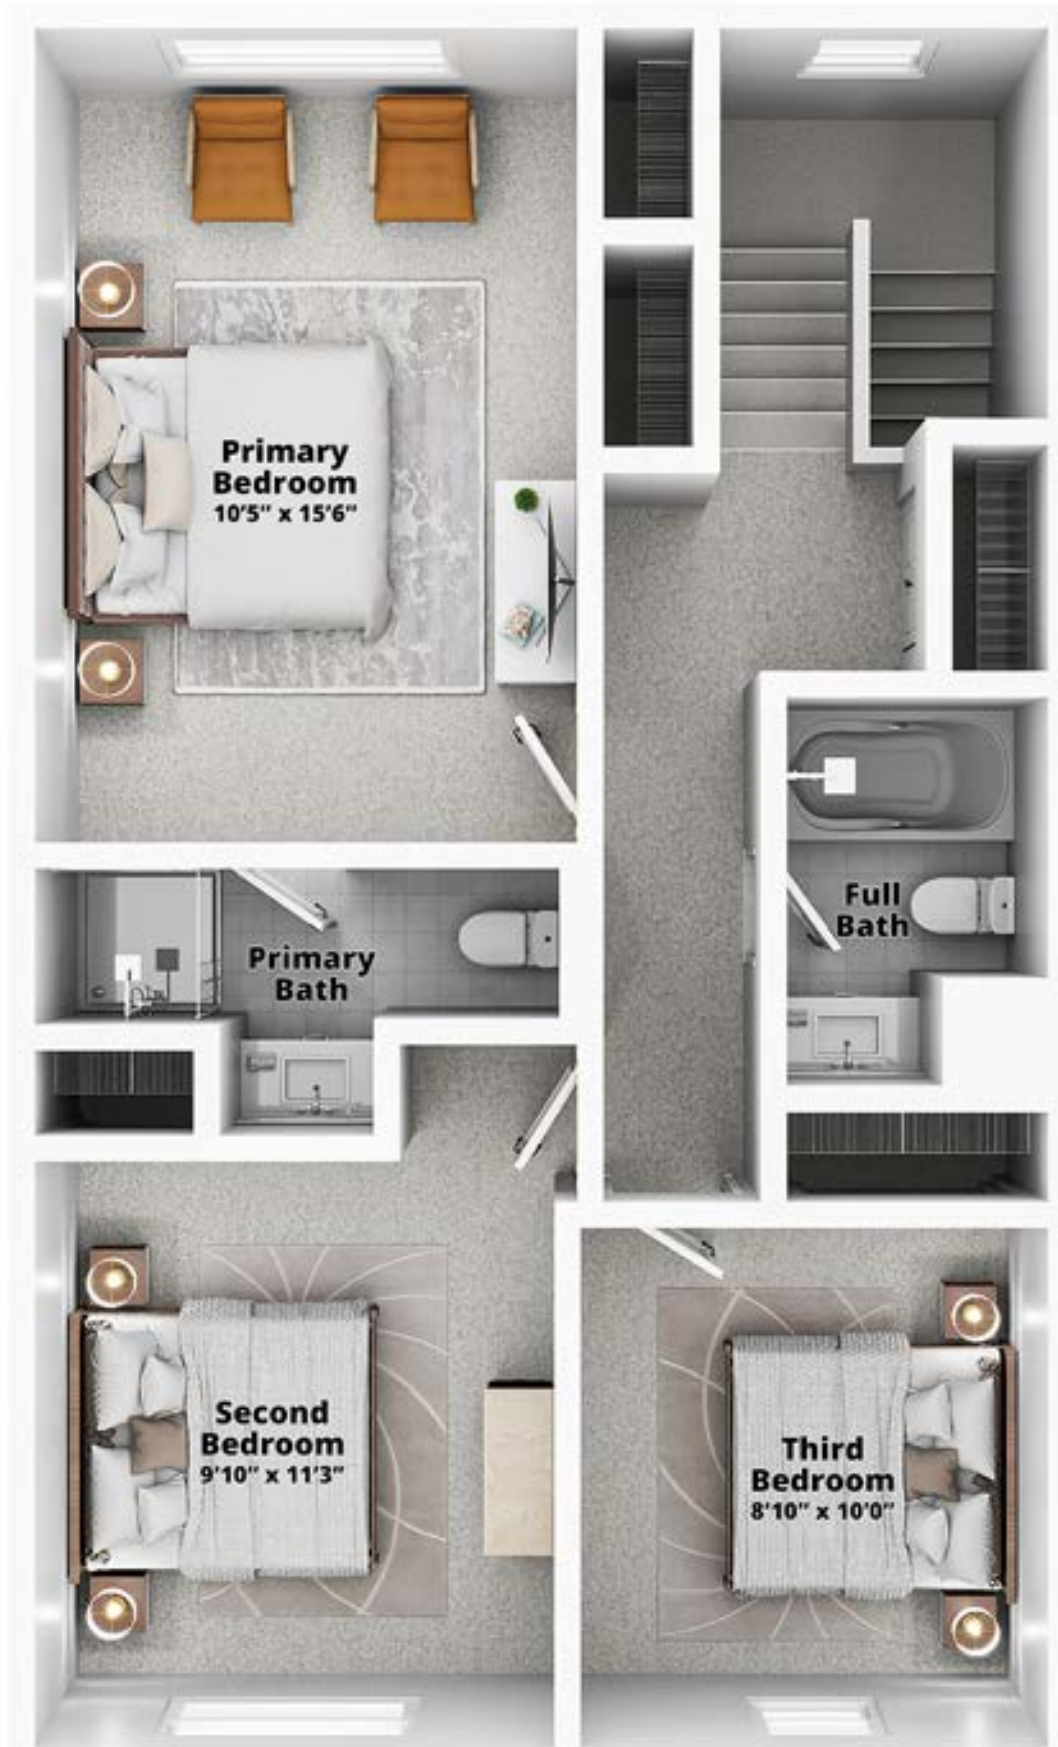 Primary
Bedroom
10'5" x 15'6"
Primary
Bath
Full
Bath
Second
Bedroom
9'10" x 11'3"
Third
Bedroom
8'10" x 10'0"